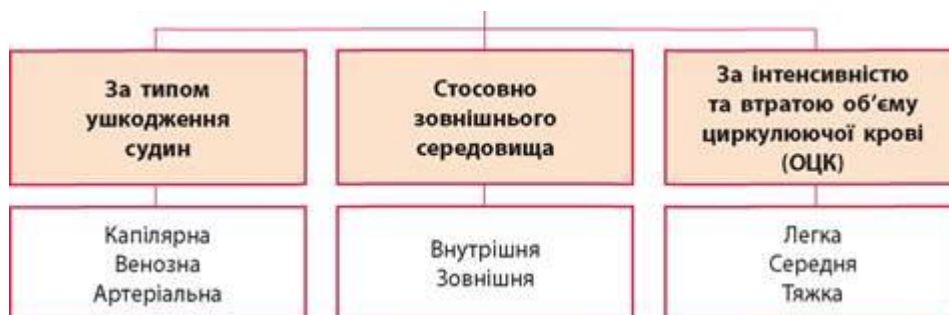 За типом
ушкодження
судин
Стосовно
зовнішнього
середовища
За інтенсивністю
та втратою об’єму
циркулюючої крові
(ОЦК)
Капілярна
Венозна
Артеріальна
Внутрішня
Зовнішня
Легка
Середня
Тяжка